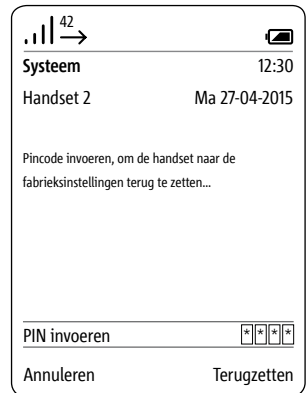 42
Systeem 12:30
Handset 2 Ma 27-04-2015
Pincode invoeren, om de handset naar de
fabrieksinstellingen terug te zetten...
PIN invoeren ****
Annuleren Terugzetten